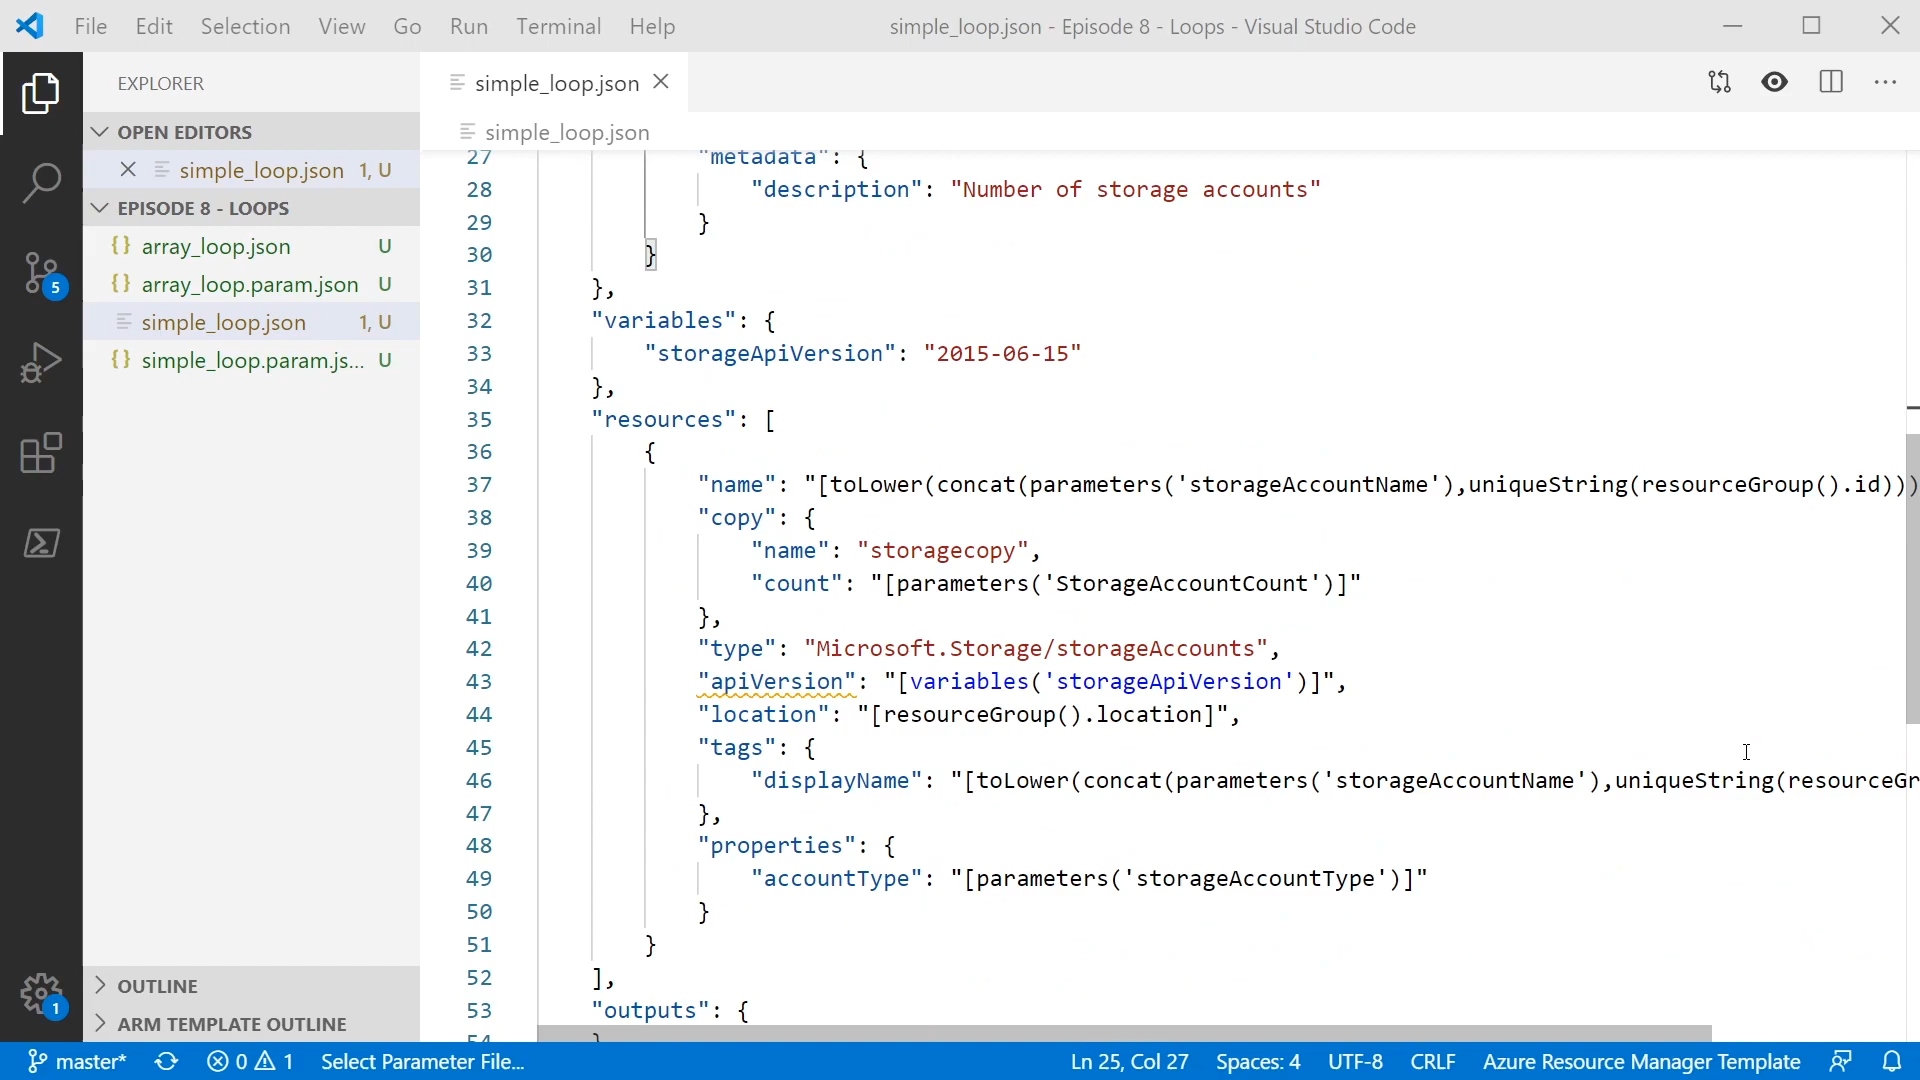 File Edit Selection View Go Run Terminal Help
simple_loop.json - Episode 8 - Loops - Visual Studio Code
EXPLORER
OPEN EDITORS
simple_loop.json 1, U
EPISODE 8 - LOOPS
array_loop.json U
array_loop.param.json U
simple_loop.json 1, U
simple_loop.param.js... U
OUTLINE
ARM TEMPLATE OUTLINE
5
1
simple_loop.json
simple_loop.json
27 "metadata": {
28 "description": "Number of storage accounts"
29 }
30 }
31 },
32 "variables": {
33 "storageApiVersion": "2015-06-15"
34 },
35 "resources": [
36 {
37 "name": "[toLower(concat(parameters('storageAccountName'),uniqueString(resourceGroup().id)))
38 "copy": {
39 "name": "storagecopy",
40 "count": "[parameters('StorageAccountCount')]"
41 },
42 "type": "Microsoft.Storage/storageAccounts",
43 "apiVersion": "[variables('storageApiVersion')]",
44 "location": "[resourceGroup().location]",
45 "tags": {
46 "displayName": "[toLower(concat(parameters('storageAccountName'),uniqueString(resourceGr
47 },
48 "properties": {
49 "accountType": "[parameters('storageAccountType')]"
50 }
51 }
52 ],
53 "outputs": {
54 }
master* 0 1 Select Parameter File... Ln 25, Col 27 Spaces: 4 UTF-8 CRLF Azure Resource Manager Template